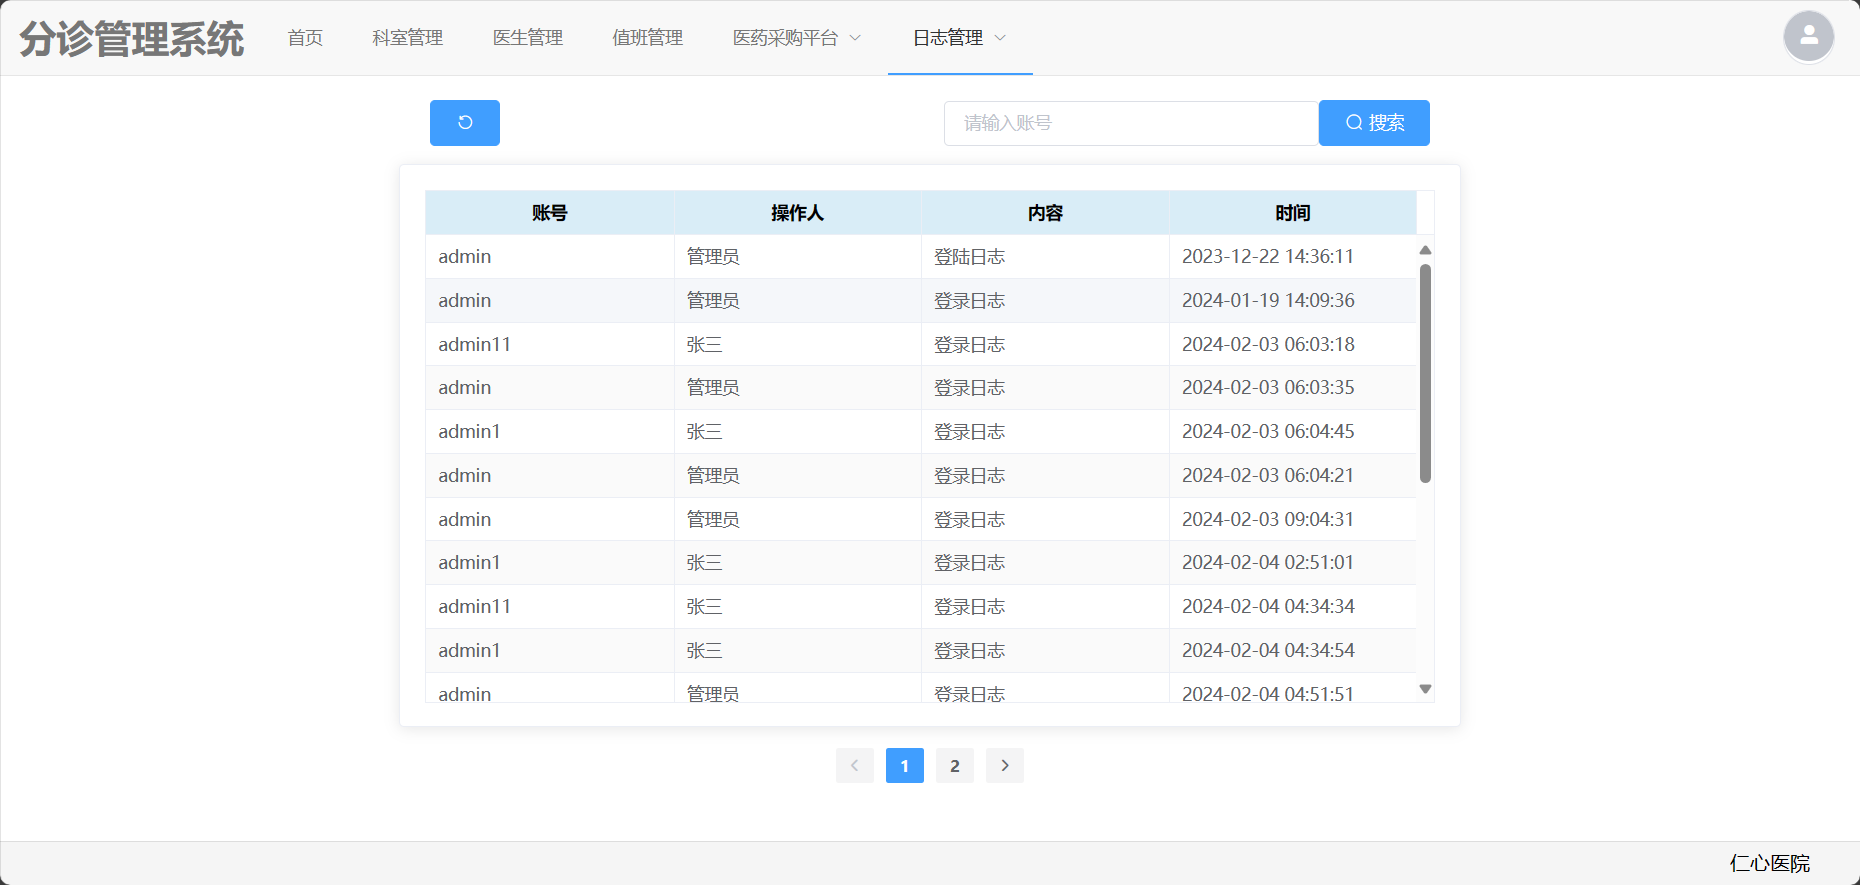 分诊管理系统 首页 科室管理 医生管理 值班管理 医药采购平台 日志管理
请输入账号 搜索
账号 操作人 内容 时间
admin 管理员 登陆日志 2023-12-22 14:36:11
admin 管理员 登录日志 2024-01-19 14:09:36
admin11 张三 登录日志 2024-02-03 06:03:18
admin 管理员 登录日志 2024-02-03 06:03:35
admin1 张三 登录日志 2024-02-03 06:04:45
admin 管理员 登录日志 2024-02-03 06:04:21
admin 管理员 登录日志 2024-02-03 09:04:31
admin1 张三 登录日志 2024-02-04 02:51:01
admin11 张三 登录日志 2024-02-04 04:34:34
admin1 张三 登录日志 2024-02-04 04:34:54
admin 管理员 登录日志 2024-02-04 04:51:51
1 2
仁心医院